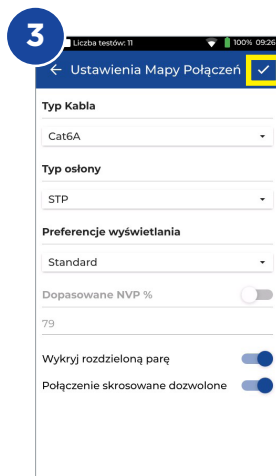 3
Liczba testów: 11 100% 09:26
Ustawienia Mapy Połączeń
Typ Kabla
Cat6A
Typ osłony
STP
Preferencje wyświetlania
Standard
Dopasowane NVP %
79
Wykryj rozdzieloną parę
Połączenie skrosowane dozwolone